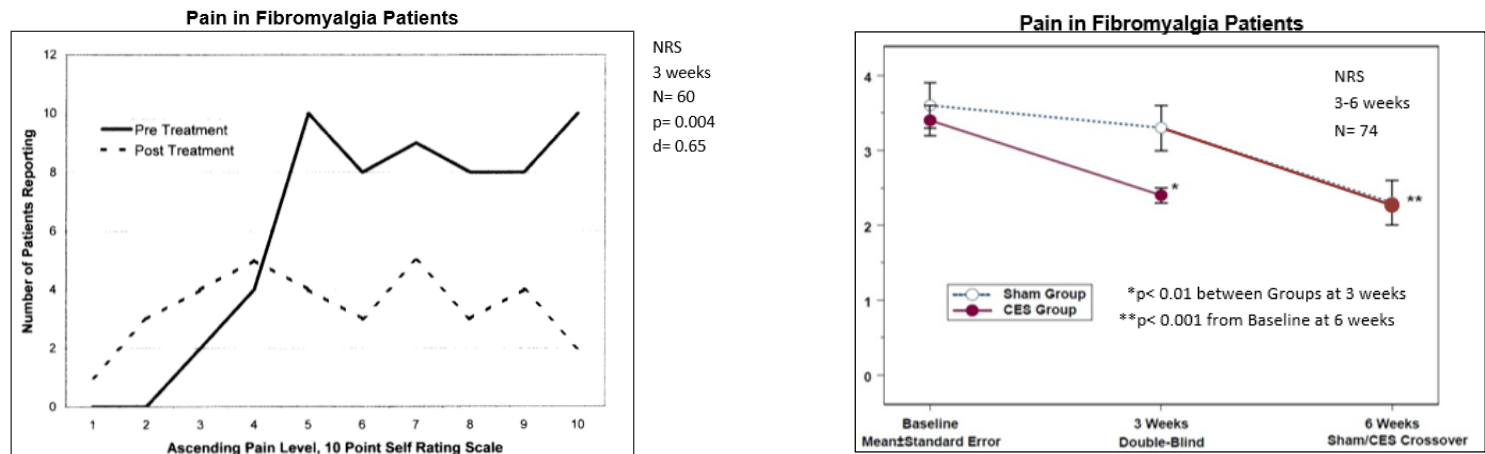 Pain in Fibromyalgia Patients
12
10
8
6
4
2
0
Number of Patients Reporting
Pre Treatment
Post Treatment
1 2 3 4 5 6 7 8 9 10
Ascending Pain Level, 10 Point Self Rating Scale
NRS
3 weeks
N= 60
p= 0.004
d= 0.65
Pain in Fibromyalgia Patients
4
3
2
1
0
NRS
3-6 weeks
N= 74
*
**
Sham Group
CES Group
*p< 0.01 between Groups at 3 weeks
**p< 0.001 from Baseline at 6 weeks
Baseline 3 Weeks 6 Weeks
Mean±Standard Error Double-Blind Sham/CES Crossover